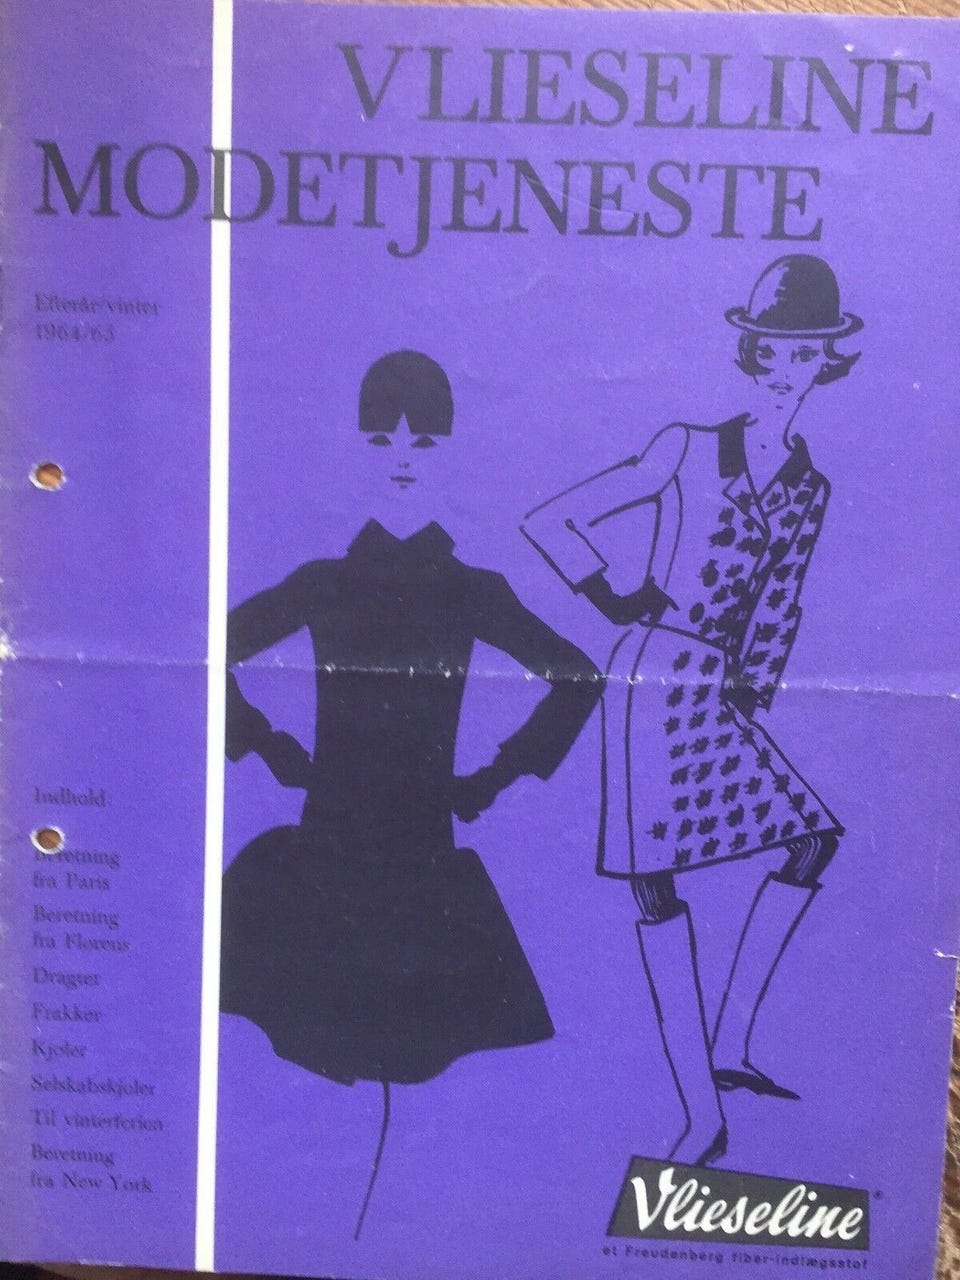 VLIESELINE
MODETJENESTE
Efterår/vinter
1964/65
Indhold:
Beretning
fra Paris
Beretning
fra Florens
Dragter
Frakker
Kjoler
Selskabskjoler
Til vinterferien
Beretning
fra New York
Vlieseline ®
et Freudenberg fiber-indlægsstof